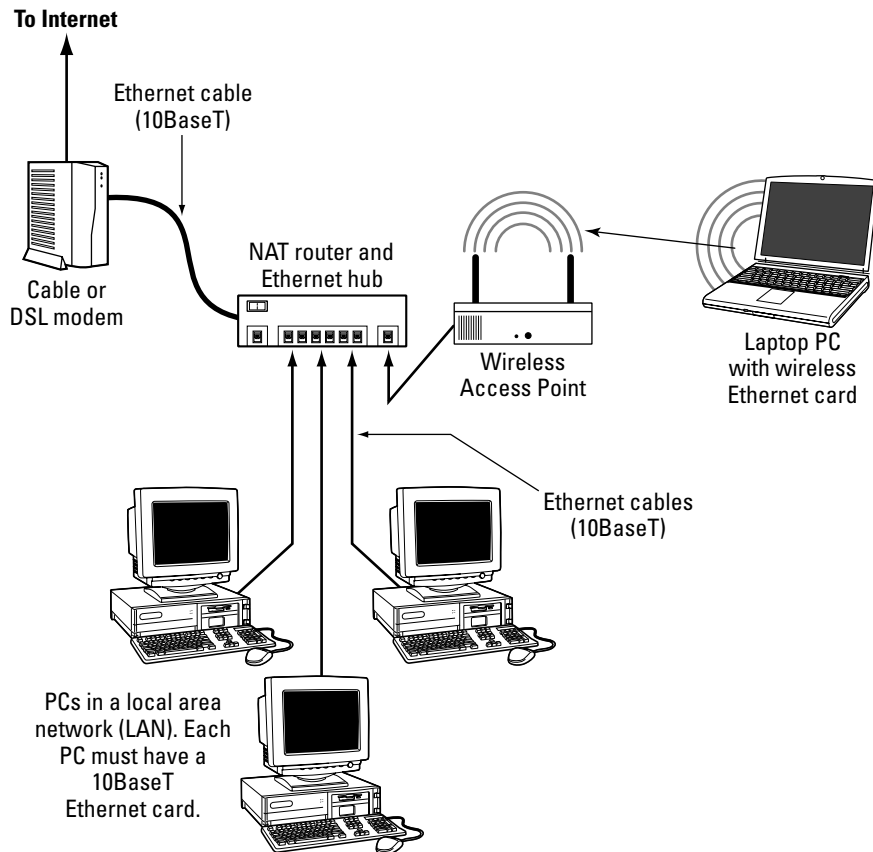 To Internet
Ethernet cable
(10BaseT)
NAT router and
Ethernet hub
Cable or
DSL modem
Wireless
Access Point
Laptop PC
with wireless
Ethernet card
Ethernet cables
(10BaseT)
PCs in a local area
network (LAN). Each
PC must have a
10BaseT
Ethernet card.